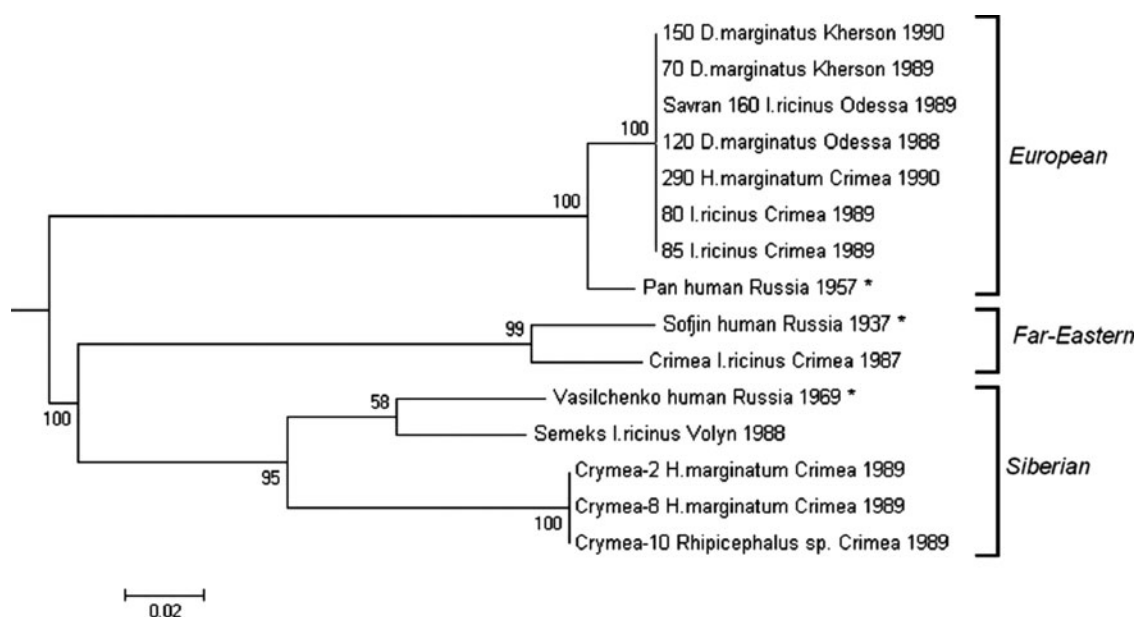 150 D.marginatus Kherson 1990
70 D.marginatus Kherson 1989
Savran 160 I.ricinus Odessa 1989
100
120 D.marginatus Odessa 1988
European
290 H.marginatum Crimea 1990
100
80 I.ricinus Crimea 1989
85 I.ricinus Crimea 1989
Pan human Russia 1957 *
Sofjin human Russia 1937 *
99
Far-Eastern
Crimea I.ricinus Crimea 1987
Vasilchenko human Russia 1969 *
58
100
Semeks I.ricinus Volyn 1988
Siberian
95
Crymea-2 H.marginatum Crimea 1989
Crymea-8 H.marginatum Crimea 1989
100
Crymea-10 Rhipicephalus sp. Crimea 1989
0.02